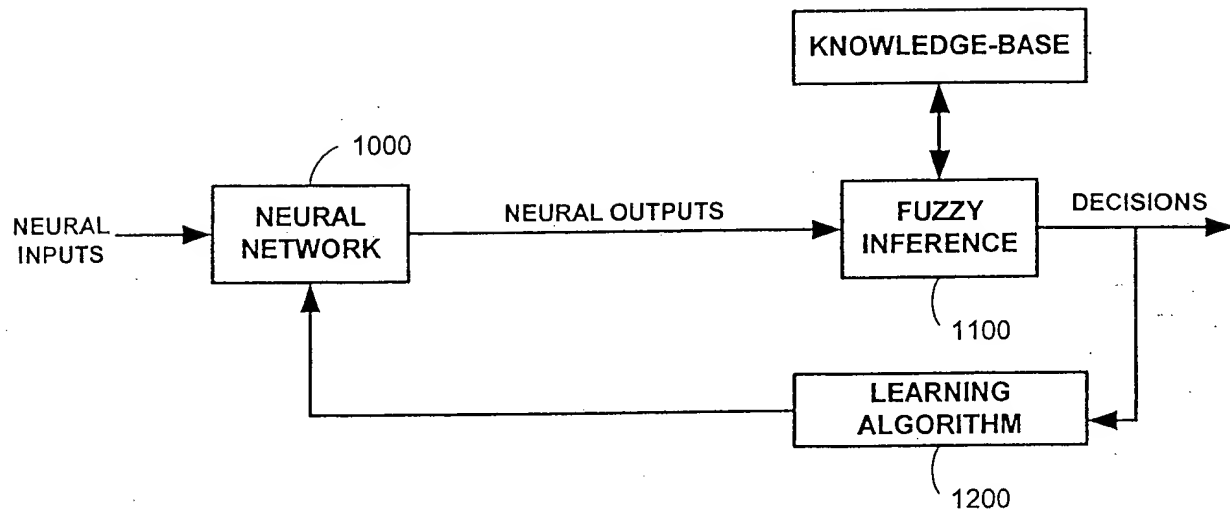 KNOWLEDGE-BASE
1000
NEURAL
INPUTS
NEURAL
NETWORK
NEURAL OUTPUTS
FUZZY
INFERENCE
DECISIONS
1100
LEARNING
ALGORITHM
1200